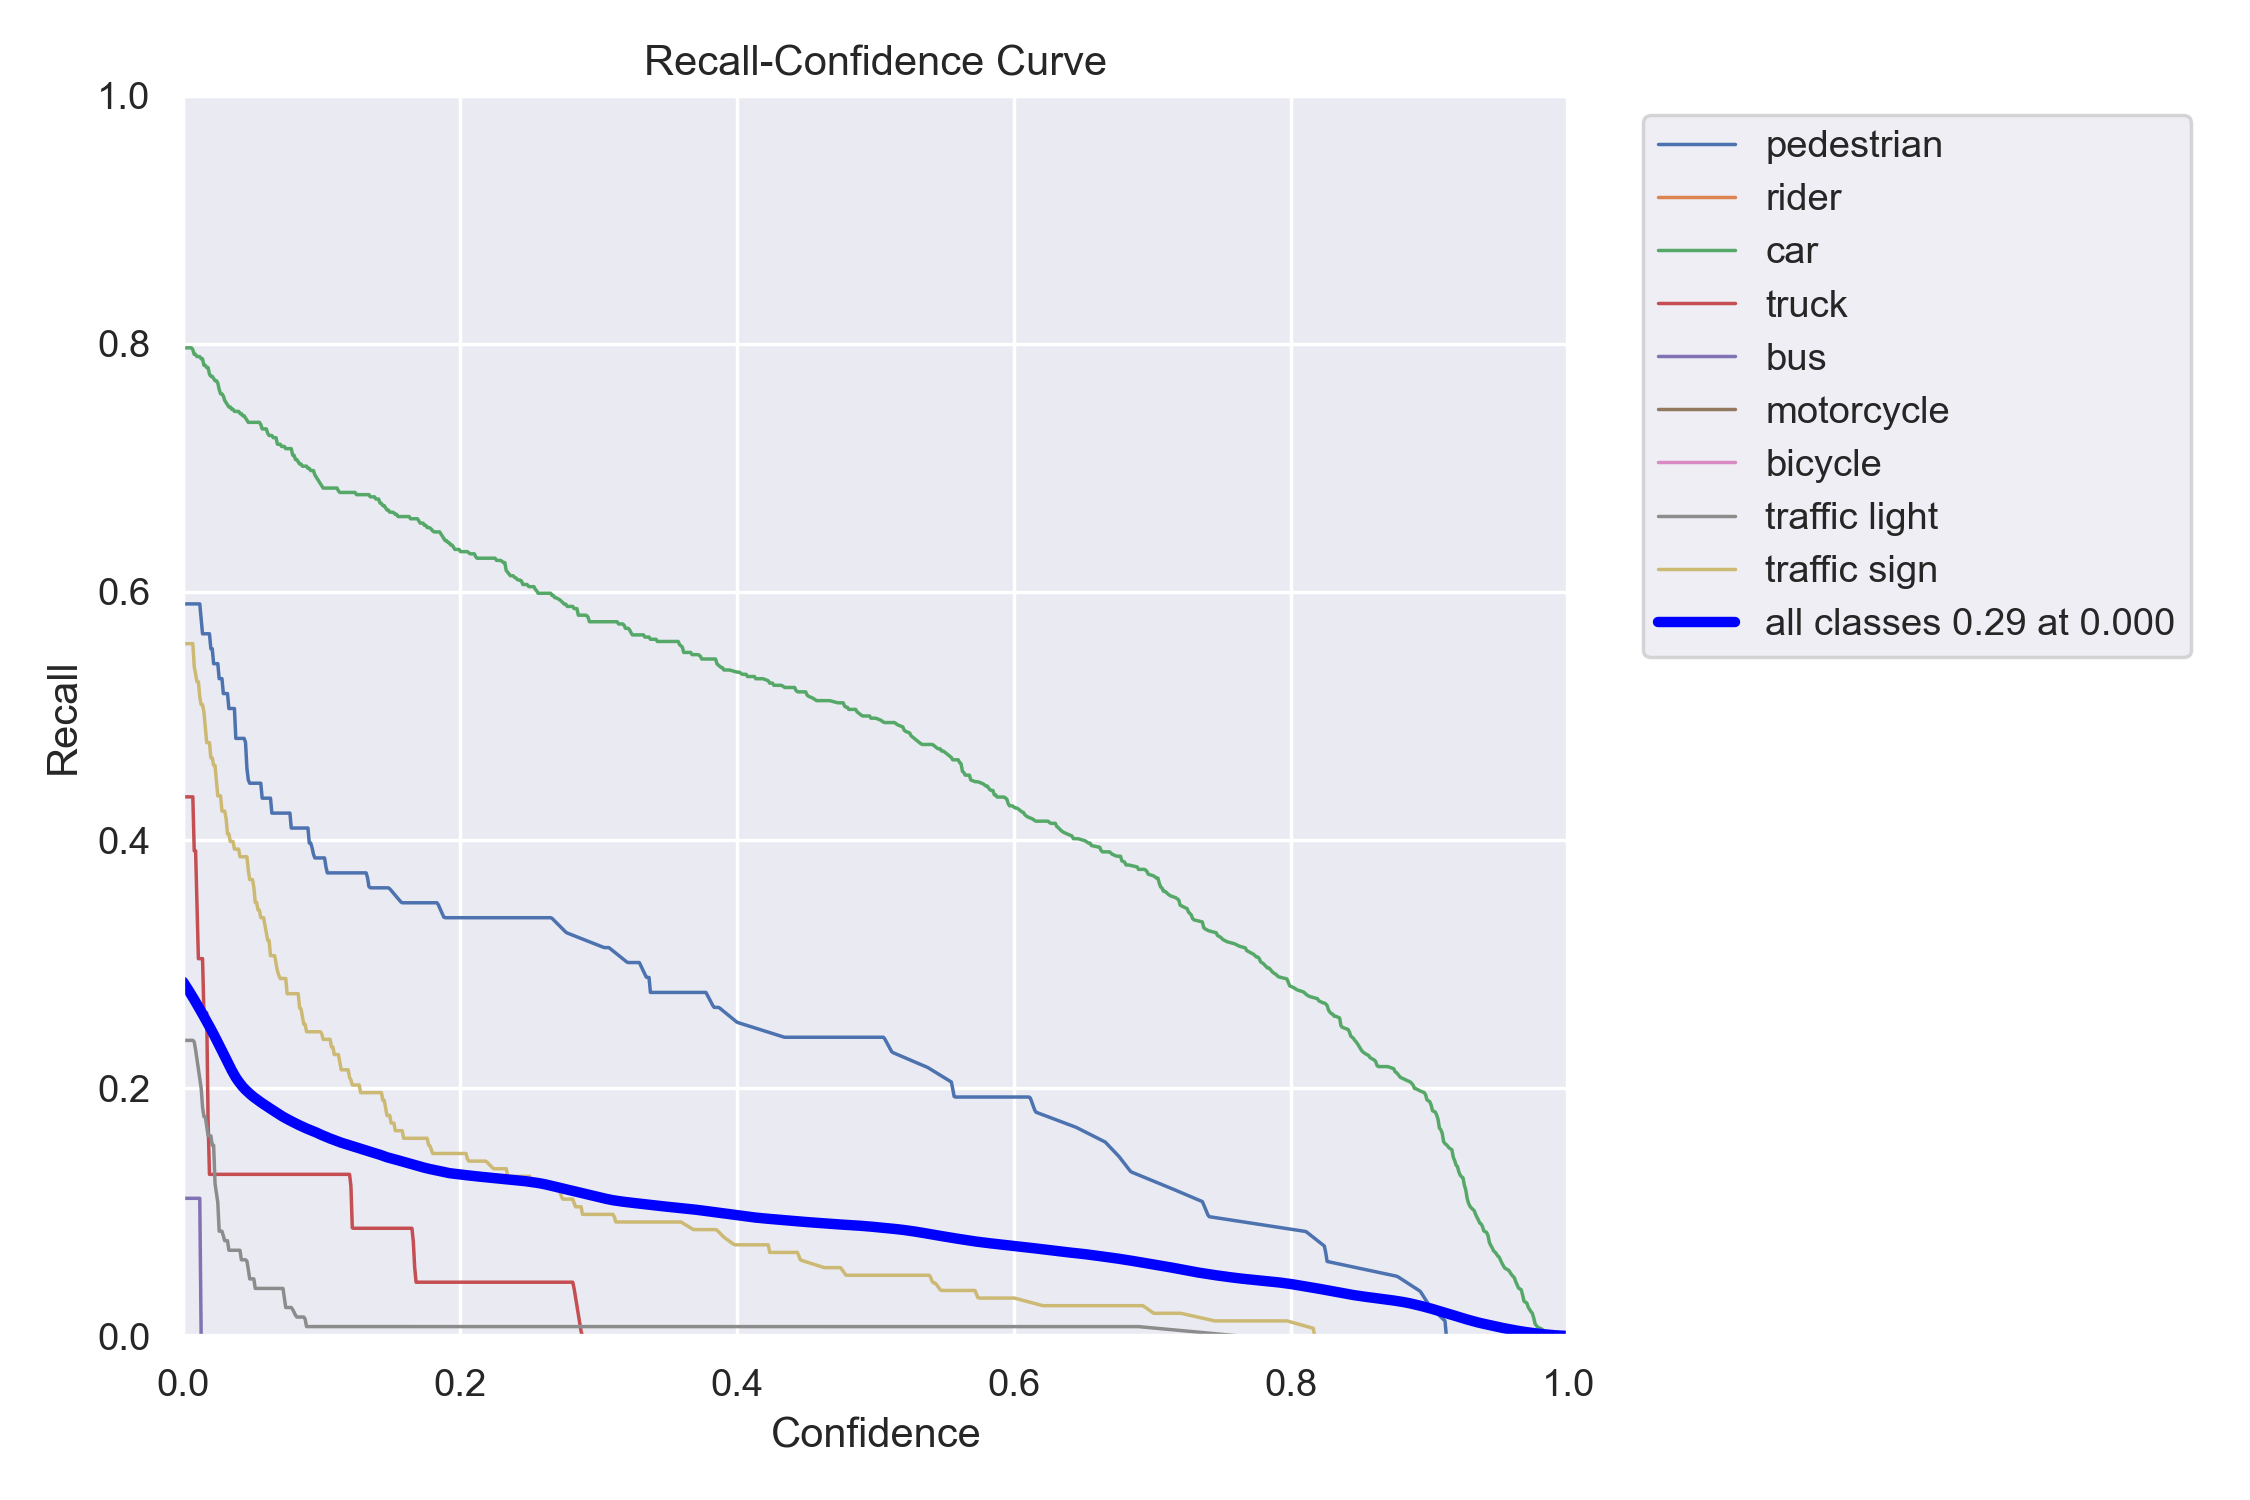 Recall-Confidence Curve
1.0
0.8
0.6
0.4
0.2
0.0
Recall
0.0 0.2 0.4 0.6 0.8 1.0
Confidence
pedestrian
rider
car
truck
bus
motorcycle
bicycle
traffic light
traffic sign
all classes 0.29 at 0.000